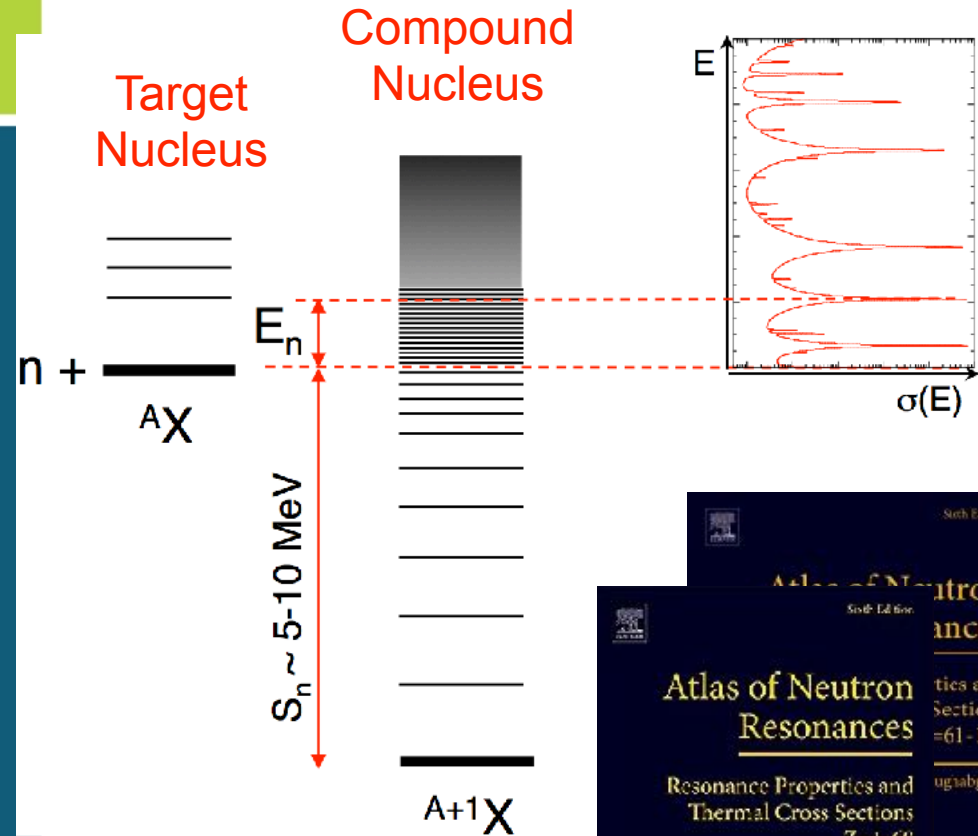 Compound
Nucleus
Target
Nucleus
E
σ(E)
Eₙ
n +
ᴬX
Sₙ ~ 5-10 MeV
ᴬ⁺¹X
Sixth
Sixth Edition
Atlas of Neutron
Resonances
Resonance Properties and
Thermal Cross Sections